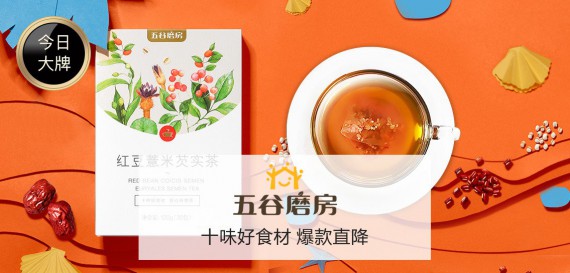 今日
大牌
五谷磨房
红豆薏米芡实茶
五谷磨房
十味好食材 爆款直降